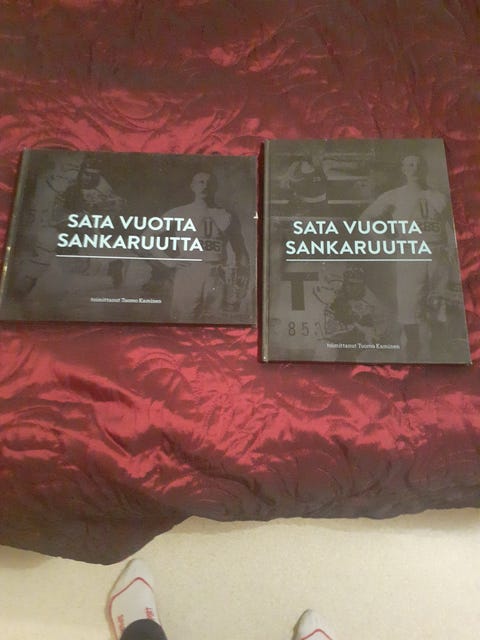 SATA VUOTTA
SANKARUUTTA
toimittanut Tuomo Kaminen
SATA VUOTTA
SANKARUUTTA
toimittanut Tuomo Kaminen